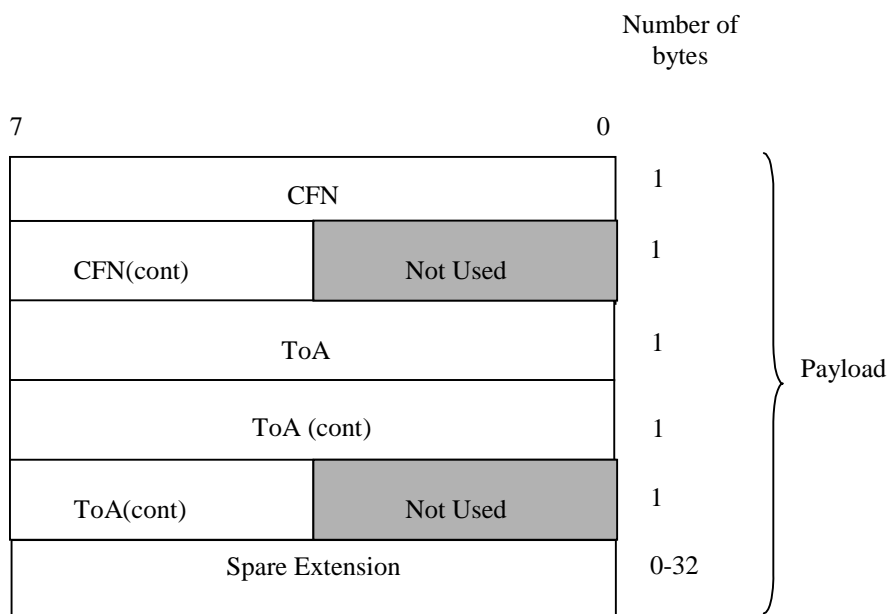 Number of
bytes
7 0
CFN 1
CFN(cont) Not Used 1
ToA 1
Payload
ToA (cont) 1
ToA(cont) Not Used 1
Spare Extension 0-32